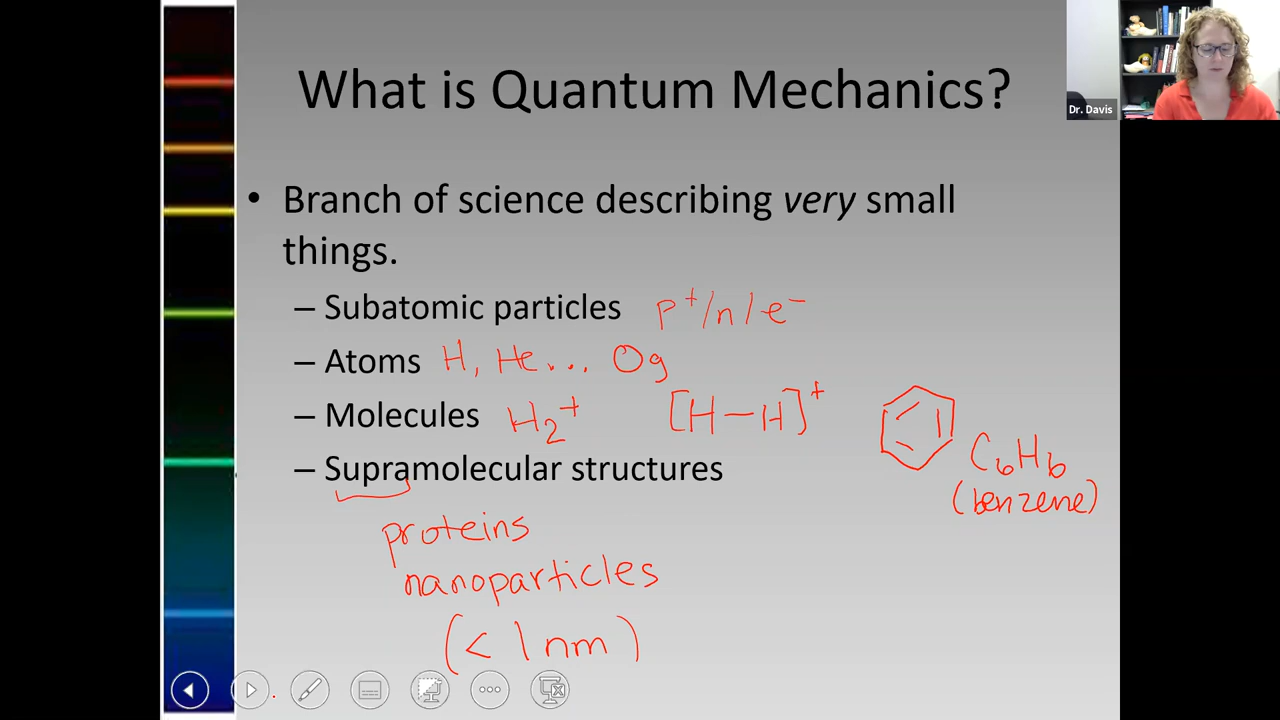 What is Quantum Mechanics?
Dr. Davis
• Branch of science describing very small
things.
– Subatomic particles p⁺/n/e⁻
– Atoms H, He... Og
– Molecules H₂⁺ [H–H]⁺
C₆H₆
(benzene)
– Supramolecular structures
proteins
nanoparticles
(< 1 nm)